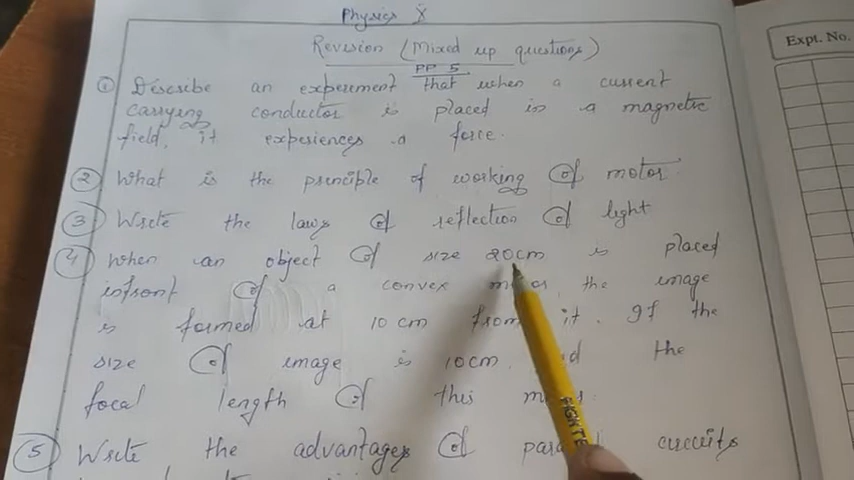 Physics X
Expt. No.
Revision (Mixed up questions)
PP 5
① Describe an experiment that when a current
carrying conductor is placed in a magnetic
field, it experiences a force.
② What is the principle of working of motor
③ Write the laws of reflection of light
④ When an object of size 20cm is placed
infront of a convex the image
is formed at 10 cm from it. If the
size of image is 10cm, the
focal length of this
⑤ Write the advantages of circuits